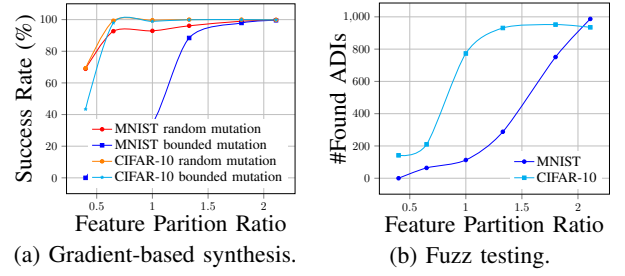 Success Rate (%)
100
80
60
40
20
0
MNIST random mutation
MNIST bounded mutation
CIFAR-10 random mutation
CIFAR-10 bounded mutation
0.5
1
1.5
2
Feature Parition Ratio
(a) Gradient-based synthesis.
#Found ADIs
1,000
800
600
400
200
0
MNIST
CIFAR-10
0.5
1
1.5
2
Feature Partition Ratio
(b) Fuzz testing.